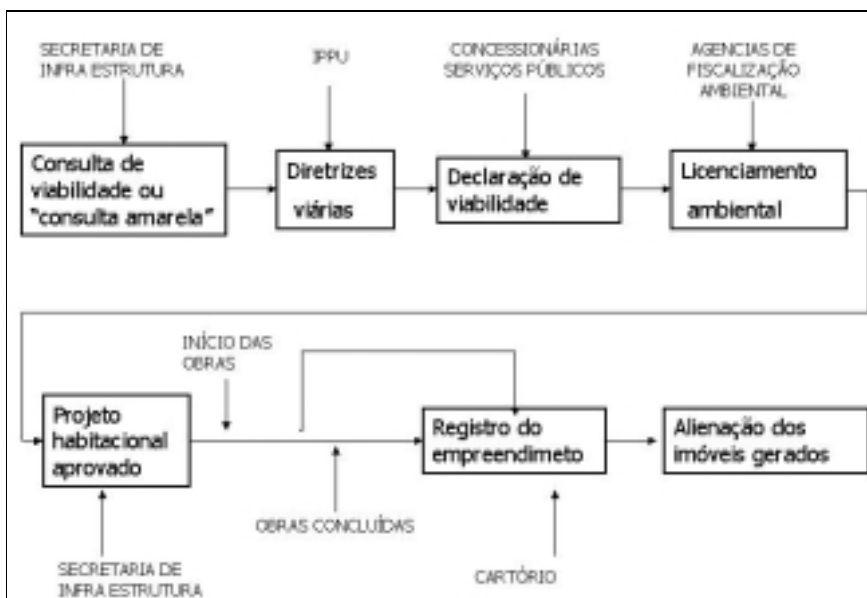 SECRETARIA DE
INFRA ESTRUTURA
IPPU
CONCESSIONÁRIAS
SERVIÇOS PÚBLICOS
AGENCIAS DE
FISCALIZAÇÃO
AMBIENTAL
Consulta de
viabilidade ou
"consulta amarela"
Diretrizes
viárias
Declaração de
viabilidade
Licenciamento
ambiental
INÍCIO DAS
OBRAS
Projeto
habitacional
aprovado
Registro do
empreendimeto
Alienação dos
imóveis gerados
OBRAS CONCLUÍDAS
SECRETARIA DE
INFRA ESTRUTURA
CARTÓRIO